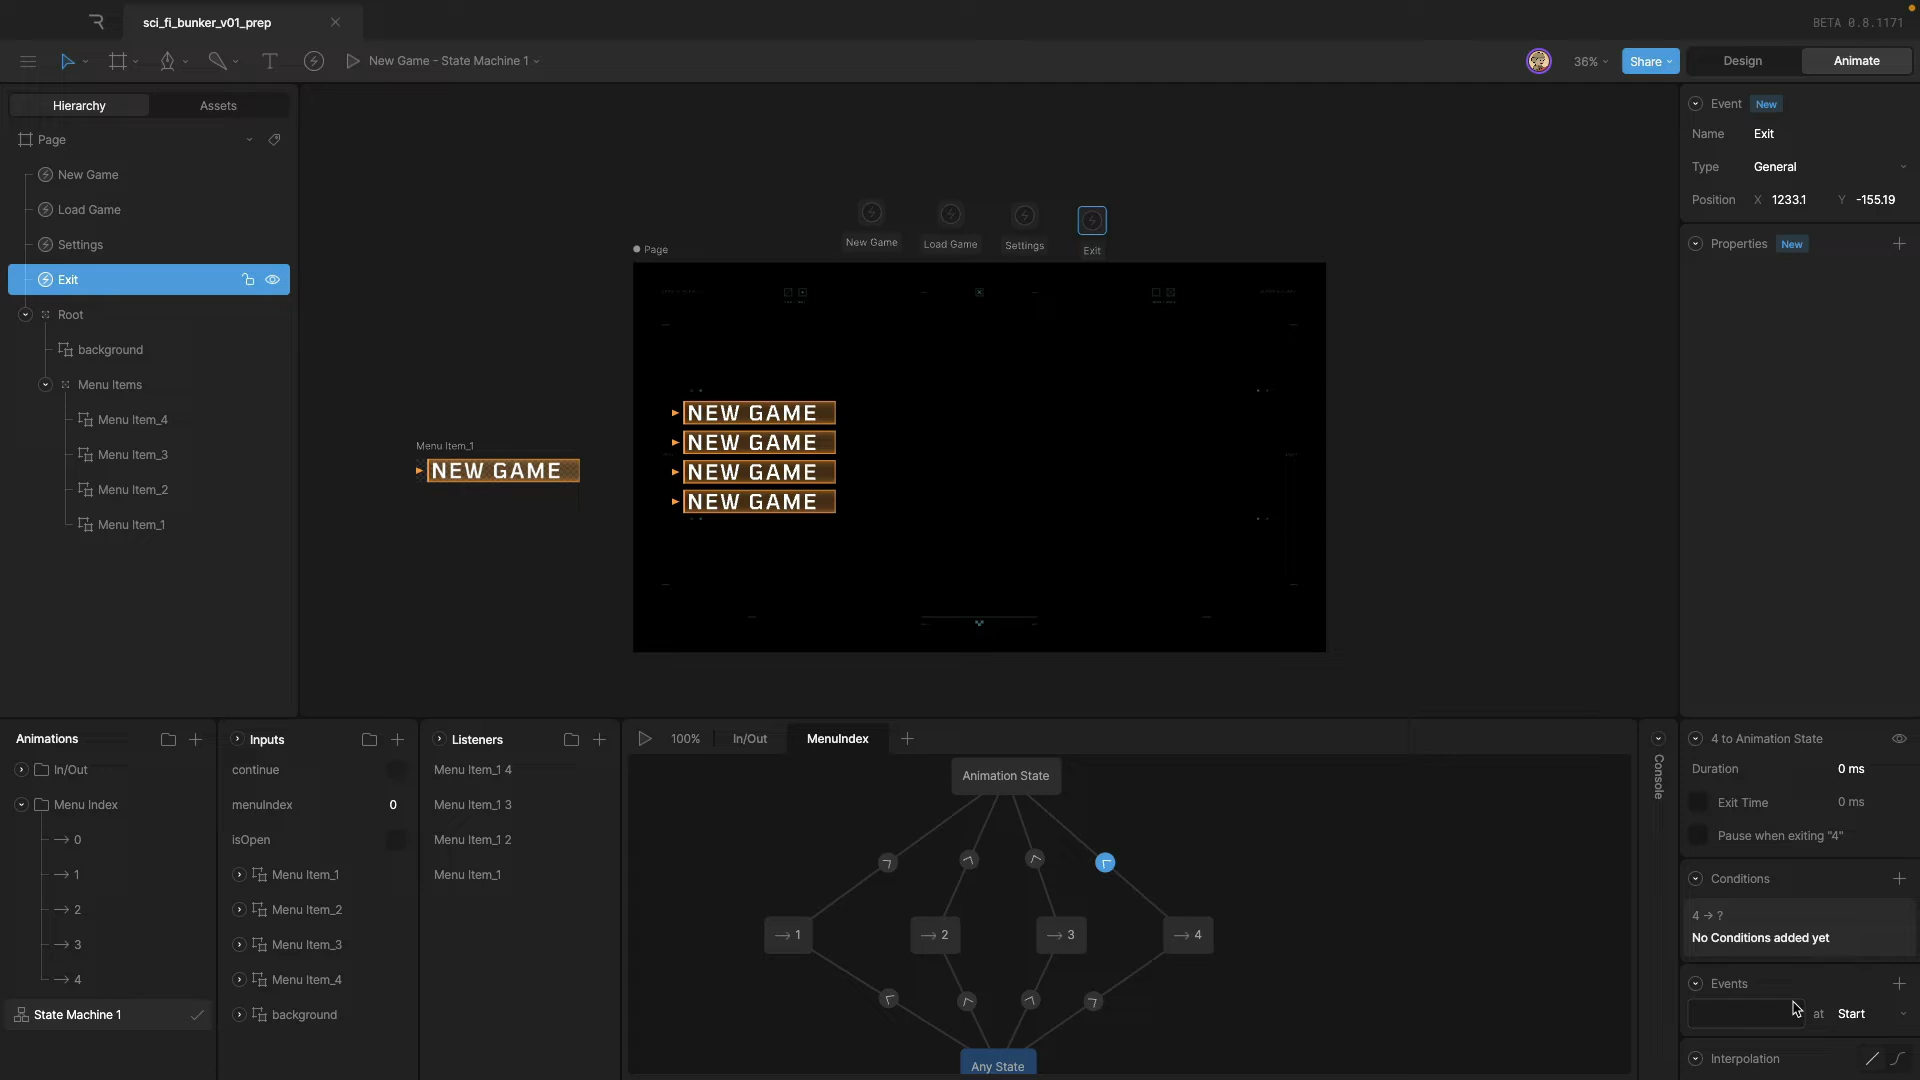 sci_fi_bunker_v01_prep
BETA 0.8.1171
New Game - State Machine 1
36%
Share
Design
Animate
Hierarchy
Assets
Page
New Game
Load Game
Settings
Exit
Root
background
Menu Items
Menu Item_4
Menu Item_3
Menu Item_2
Menu Item_1
New Game
Load Game
Settings
Exit
Page
Menu Item_1
NEW GAME
NEW GAME
NEW GAME
NEW GAME
NEW GAME
Event New
Name Exit
Type General
Position X 1233.1 Y -155.19
Properties New
Animations
In/Out
Menu Index
0
1
2
3
4
State Machine 1
Inputs
continue
menuIndex 0
isOpen
Menu Item_1
Menu Item_2
Menu Item_3
Menu Item_4
background
Listeners
Menu Item_1 4
Menu Item_1 3
Menu Item_1 2
Menu Item_1
100%
In/Out
MenuIndex
Animation State
1
2
3
4
Any State
Console
4 to Animation State
Duration 0 ms
Exit Time 0 ms
Pause when exiting "4"
Conditions
4 → ?
No Conditions added yet
Events
at Start
Interpolation